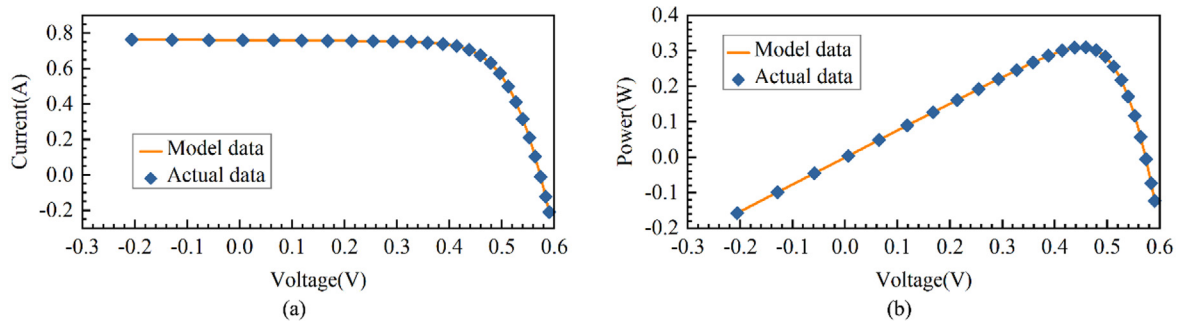 0.8
0.6
0.4
0.2
0.0
-0.2
Current(A)
Model data
Actual data
-0.3 -0.2 -0.1 0.0 0.1 0.2 0.3 0.4 0.5 0.6
Voltage(V)
(a)
0.4
0.3
0.2
0.1
0.0
-0.1
-0.2
Power(W)
Model data
Actual data
-0.3 -0.2 -0.1 0.0 0.1 0.2 0.3 0.4 0.5 0.6
Voltage(V)
(b)